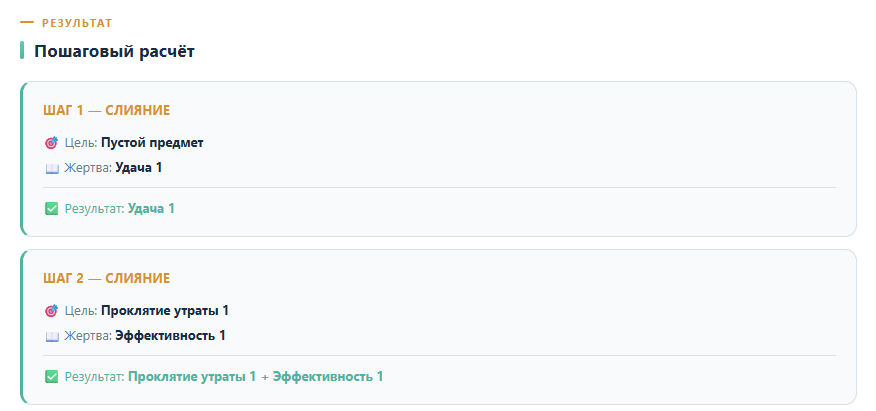 РЕЗУЛЬТАТ
Пошаговый расчёт
ШАГ 1 — СЛИЯНИЕ
Цель: Пустой предмет
Жертва: Удача 1
Результат: Удача 1
ШАГ 2 — СЛИЯНИЕ
Цель: Проклятие утраты 1
Жертва: Эффективность 1
Результат: Проклятие утраты 1 + Эффективность 1